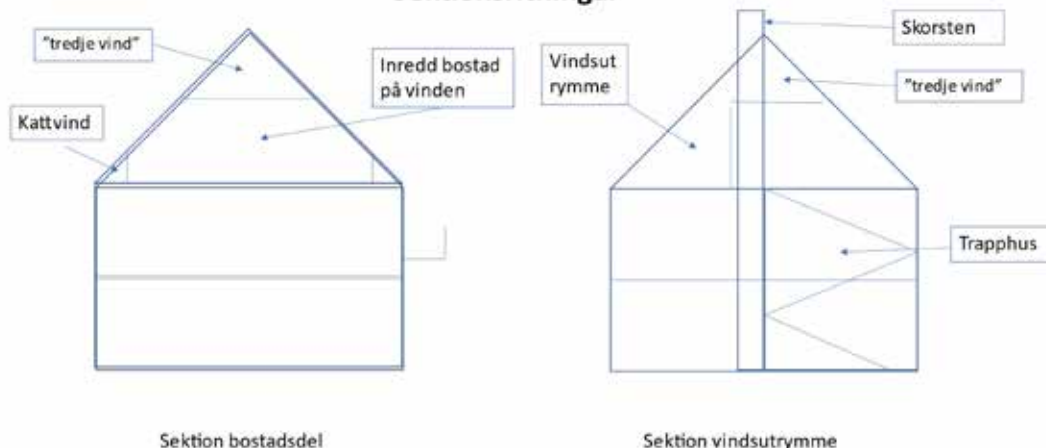 "tredje vind"
Inredd bostad
på vinden
Kattvind
Skorsten
Vindsut
rymme
"tredje vind"
Trapphus
Sektion bostadsdel
Sektion vindsutrymme